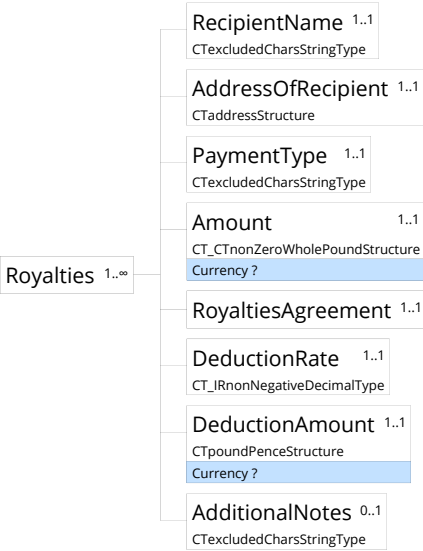 RecipientName 1..1
CTexcludedCharsStringType
AddressOfRecipient 1..1
CTaddressStructure
PaymentType 1..1
CTexcludedCharsStringType
Amount 1..1
CT_CTnonZeroWholePoundStructure
Currency ?
Royalties 1..∞
RoyaltiesAgreement 1..1
DeductionRate 1..1
CT_IRnonNegativeDecimalType
DeductionAmount 1..1
CTpoundPenceStructure
Currency ?
AdditionalNotes 0..1
CTexcludedCharsStringType